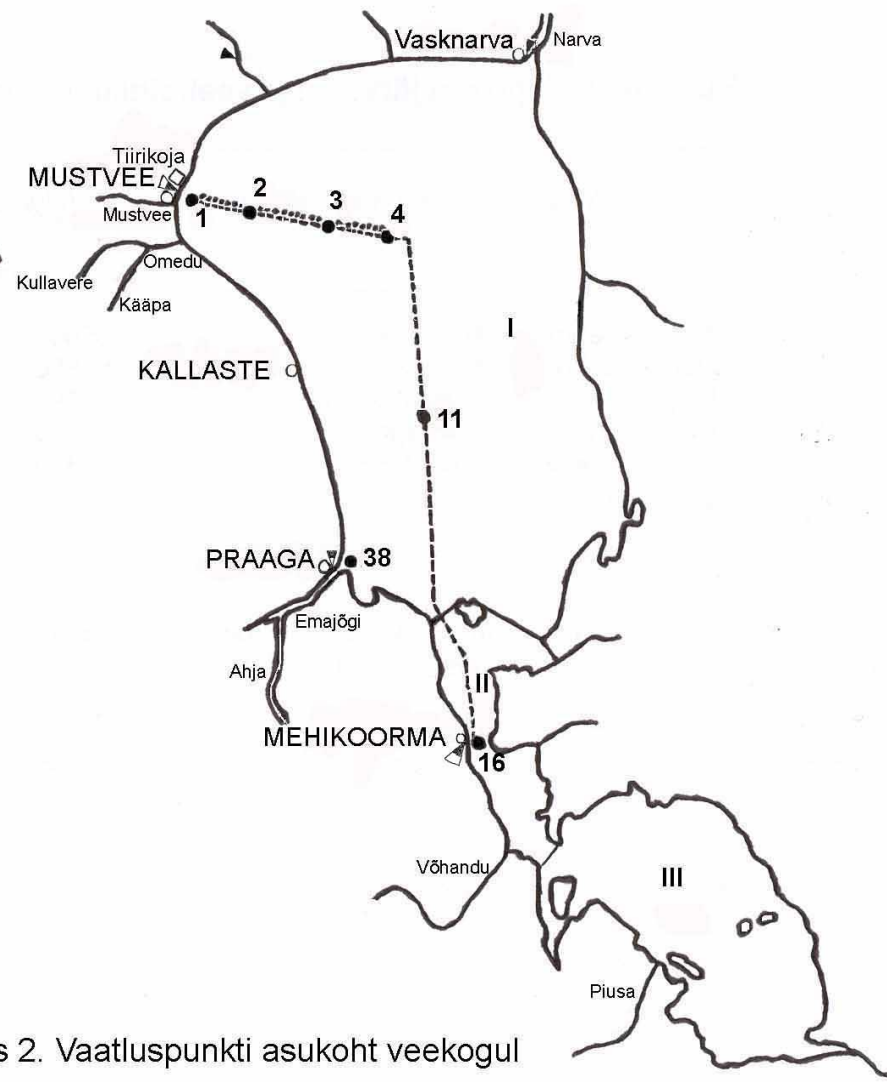 Vasknarva
Narva
Tiirikoja
MUSTVEE
Mustvee
1
2
3
4
Omedu
Kullavere
Kääpa
I
KALLASTE
11
PRAAGA
38
Emajõgi
Ahja
II
MEHIKOORMA
16
Võhandu
III
Piusa
s 2. Vaatluspunkti asukoht veekogul